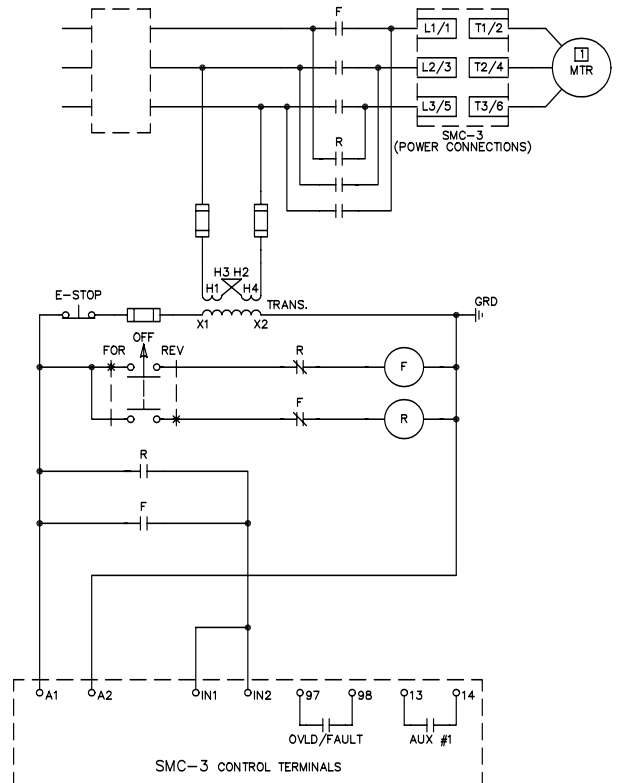 F
L1/1 T1/2
1
L2/3 T2/4 MTR
L3/5 T3/6
SMC-3
(POWER CONNECTIONS)
R
H3 H2
H1 H4
TRANS.
E-STOP
X1 X2
GRD
OFF
FOR REV
R
F
F
R
R
F
A1 A2 IN1 IN2 97 98 13 14
OVLD/FAULT AUX #1
SMC-3 CONTROL TERMINALS